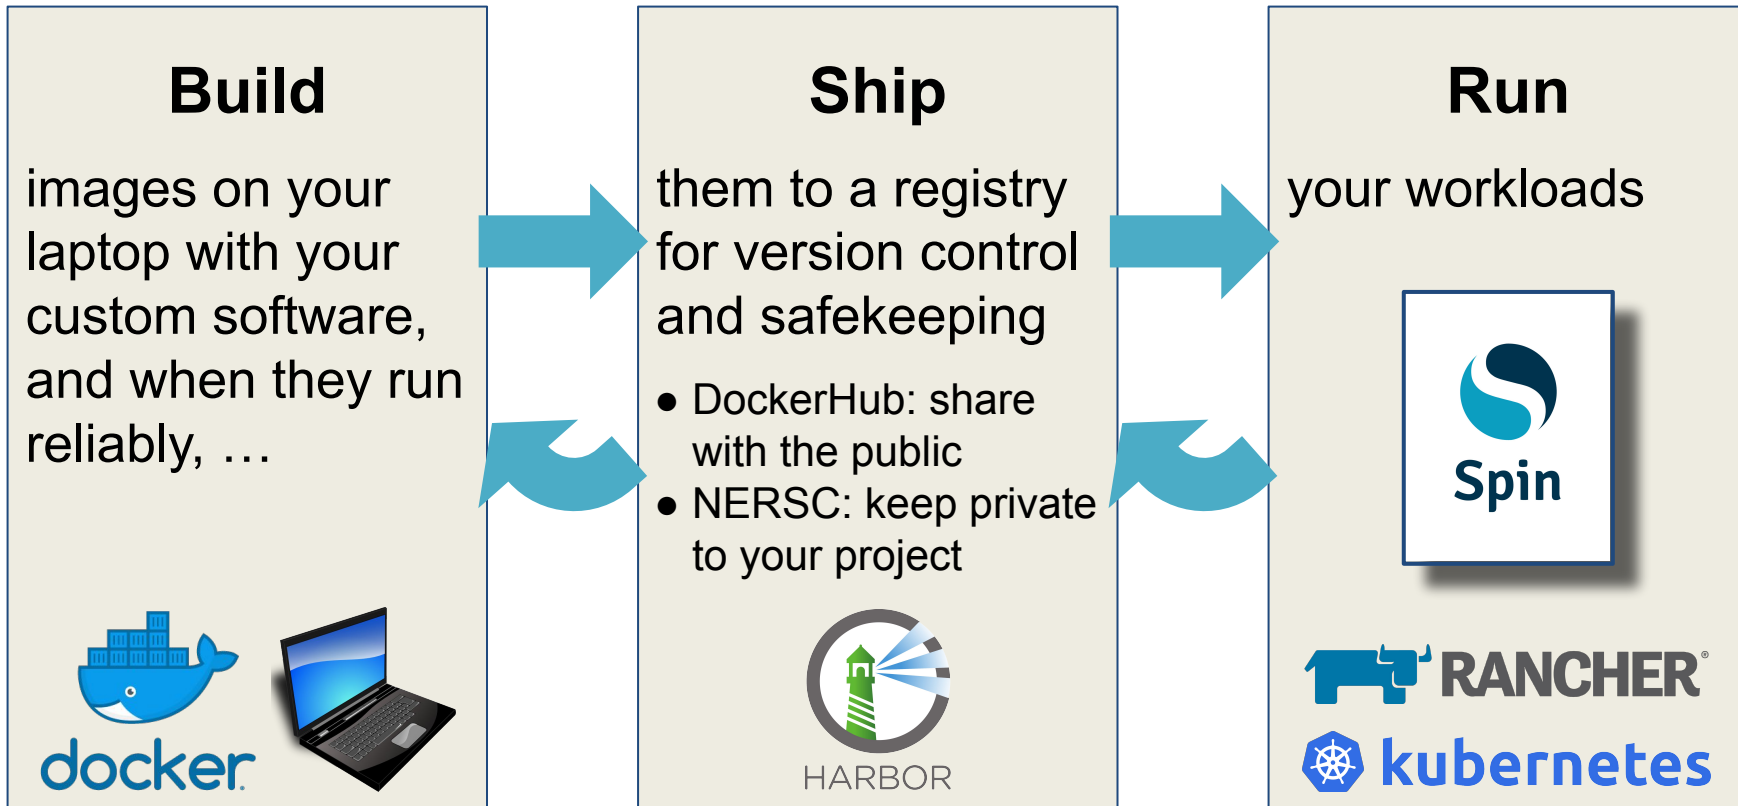 Build
images on your
laptop with your
custom software,
and when they run
reliably, …
docker
Ship
them to a registry
for version control
and safekeeping
● DockerHub: share
with the public
● NERSC: keep private
to your project
HARBOR
Run
your workloads
Spin
RANCHER®
kubernetes